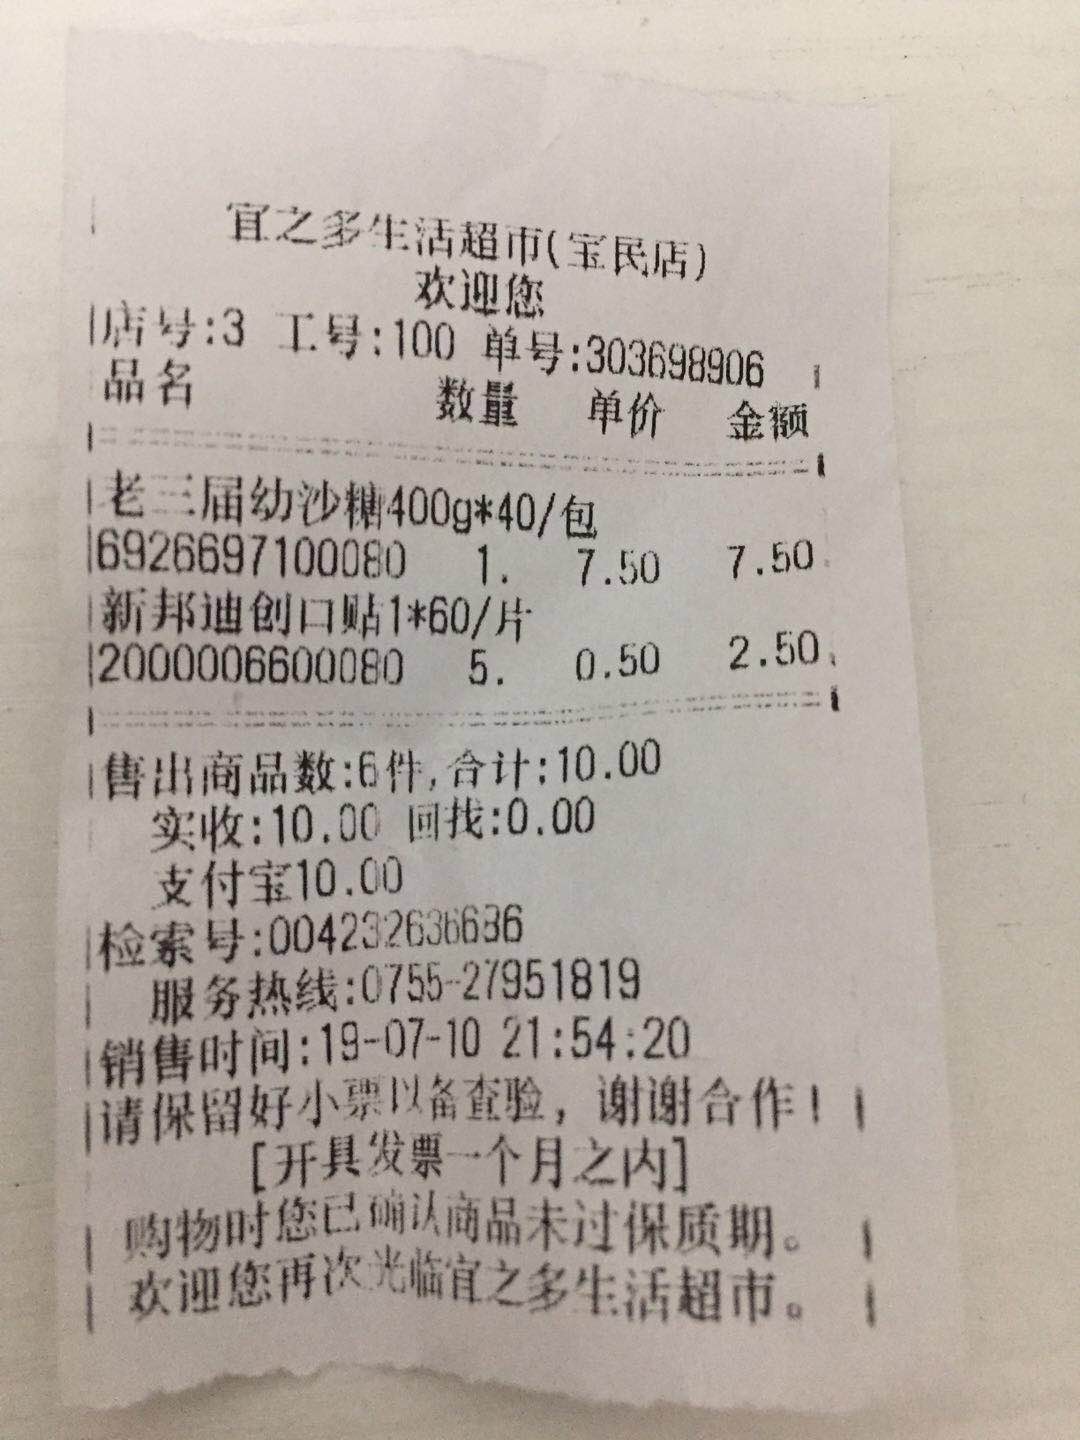 宜之多生活超市(宝民店)
欢迎您
店号:3 工号:100 单号:303698906
品名 数量 单价 金额
老三届幼沙糖400g*40/包
6926697100080 1. 7.50 7.50
新邦迪创口贴1*60/片
2000006600080 5. 0.50 2.50
售出商品数:6件,合计:10.00
实收:10.00 回找:0.00
支付宝10.00
检索号:004232636686
服务热线:0755-27951819
销售时间:19-07-10 21:54:20
请保留好小票以备查验，谢谢合作!
[开具发票一个月之内]
购物时您已确认商品未过保质期。
欢迎您再次光临宜之多生活超市。